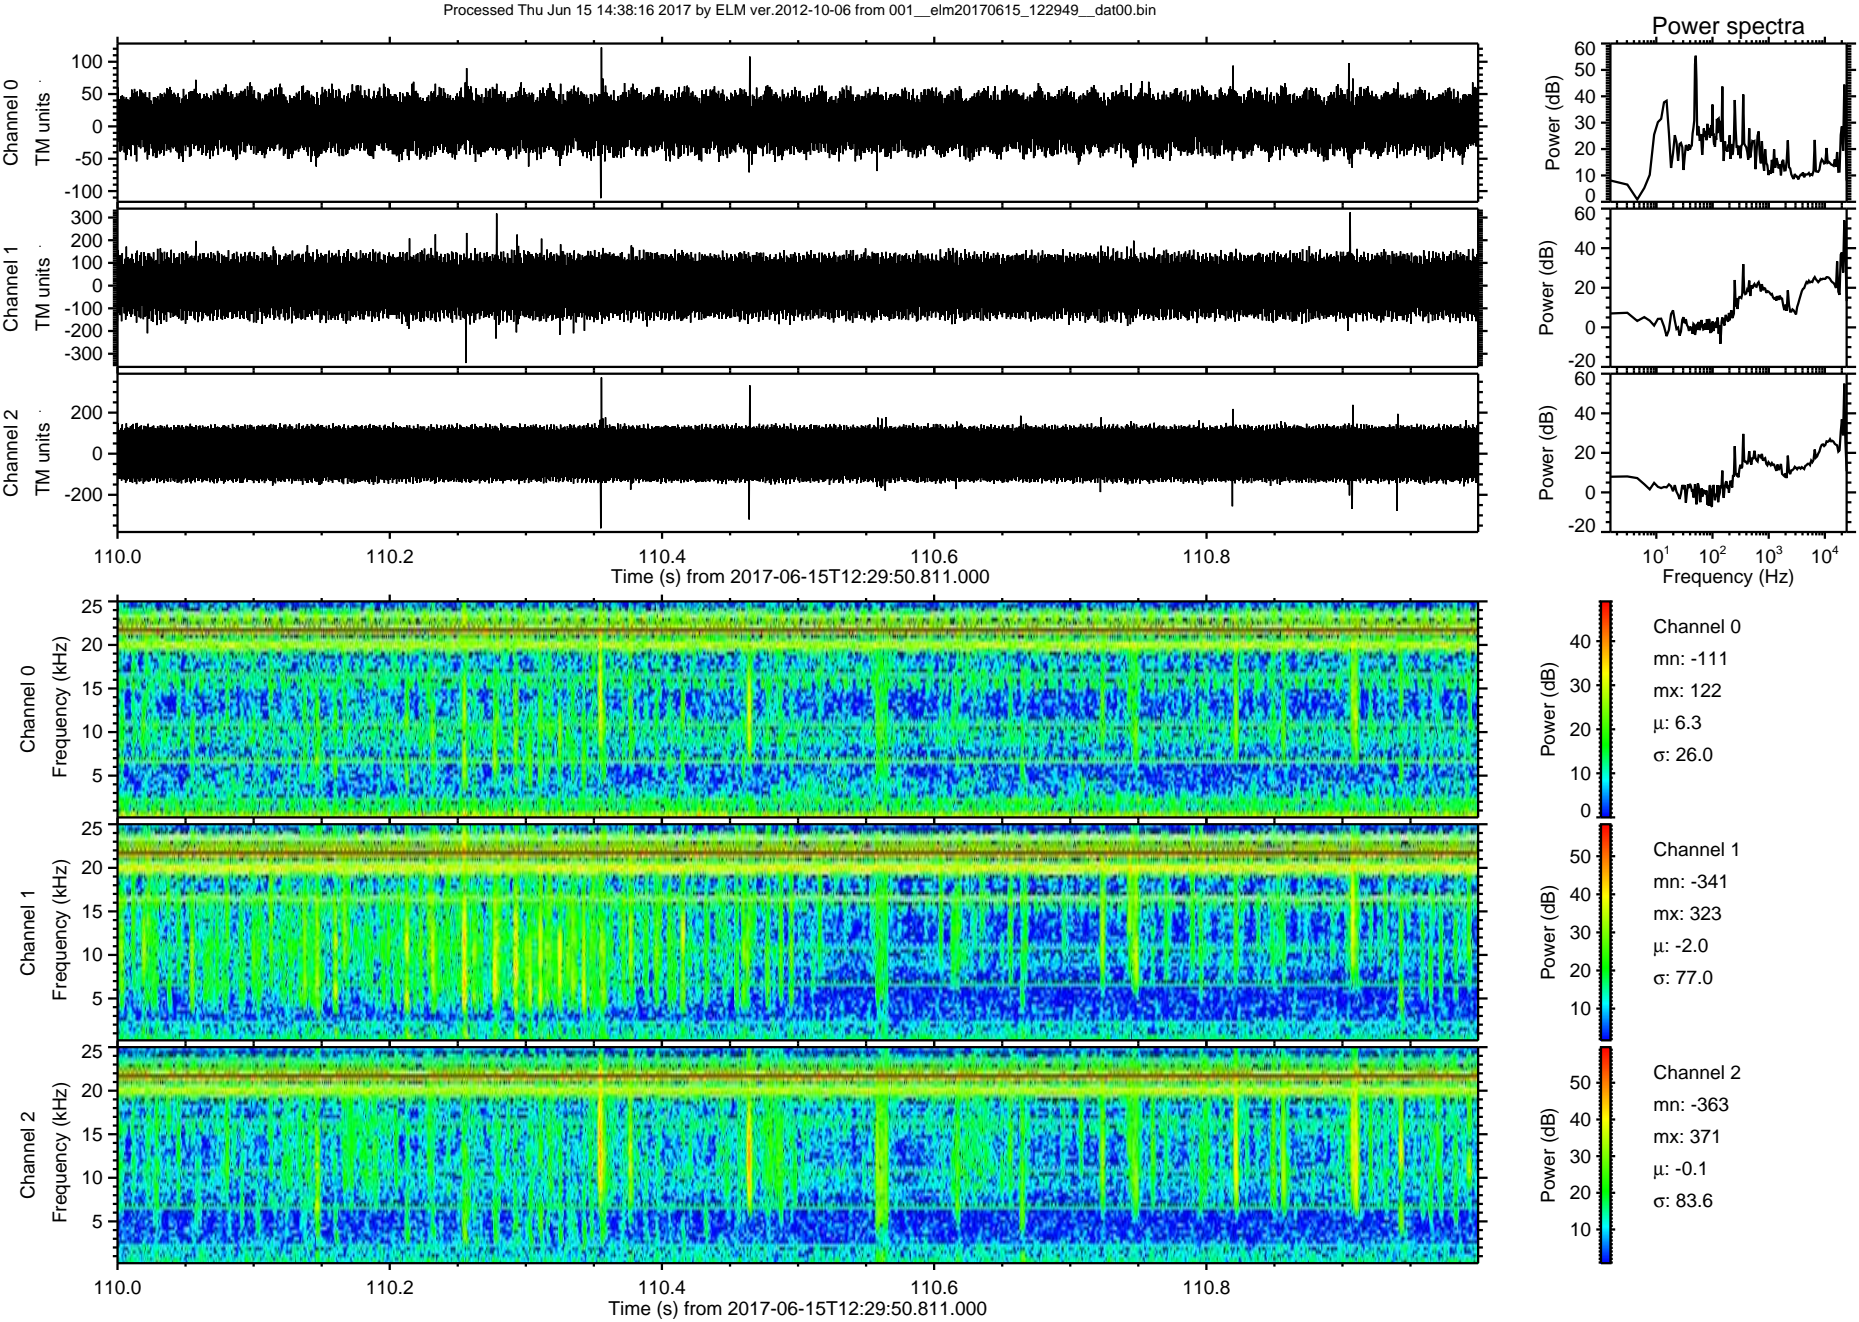 Processed Thu Jun 15 14:38:16 2017 by ELM ver.2012-10-06 from 001__elm20170615_122949__dat00.bin
Power spectra
Channel 0
TM units
100
50
0
-50
-100
Power (dB)
60
50
40
30
20
10
0
Channel 1
TM units
300
200
100
0
-100
-200
-300
Power (dB)
60
40
20
0
-20
Channel 2
TM units
200
0
-200
Power (dB)
60
40
20
0
-20
110.0 110.2 110.4 110.6 110.8
Time (s) from 2017-06-15T12:29:50.811.000
10¹ 10² 10³ 10⁴
Frequency (Hz)
Channel 0
Frequency (kHz)
25
20
15
10
5
Power (dB)
40
30
20
10
0
Channel 0
mn: -111
mx: 122
μ: 6.3
σ: 26.0
Channel 1
Frequency (kHz)
25
20
15
10
5
Power (dB)
50
40
30
20
10
Channel 1
mn: -341
mx: 323
μ: -2.0
σ: 77.0
Channel 2
Frequency (kHz)
25
20
15
10
5
Power (dB)
50
40
30
20
10
Channel 2
mn: -363
mx: 371
μ: -0.1
σ: 83.6
110.0 110.2 110.4 110.6 110.8
Time (s) from 2017-06-15T12:29:50.811.000